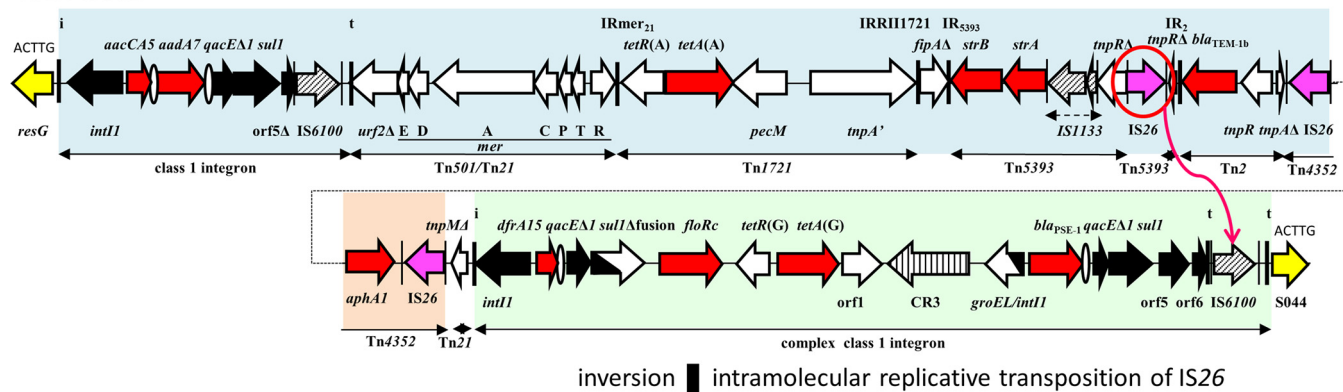 i t IRmer21 IRRII1721 IR5393 IR2
ACTTG aacCA5 aadA7 qacEΔ1 sul1 tetR(A) tetA(A) fipAΔ strB strA tnpRΔ tnpRΔ blaTEM-1b
resG intI1 orf5Δ IS6100 urf2Δ E D A C P T R pecM tnpA' IS1133 IS26 tnpR tnpAΔ IS26
mer
class 1 integron Tn501/Tn21 Tn1721 Tn5393 Tn5393 Tn2 Tn4352
tnpMΔ i dfrA15 qacEΔ1 sul1Δfusion floRc tetR(G) tetA(G) blaPSE-1 qacEΔ1 sul1 t t ACTTG
aphA1 IS26 intI1 orf1 CR3 groEL/intI1 orf5 orf6 IS6100 S044
Tn4352 Tn21 complex class 1 integron
inversion intramolecular replicative transposition of IS26